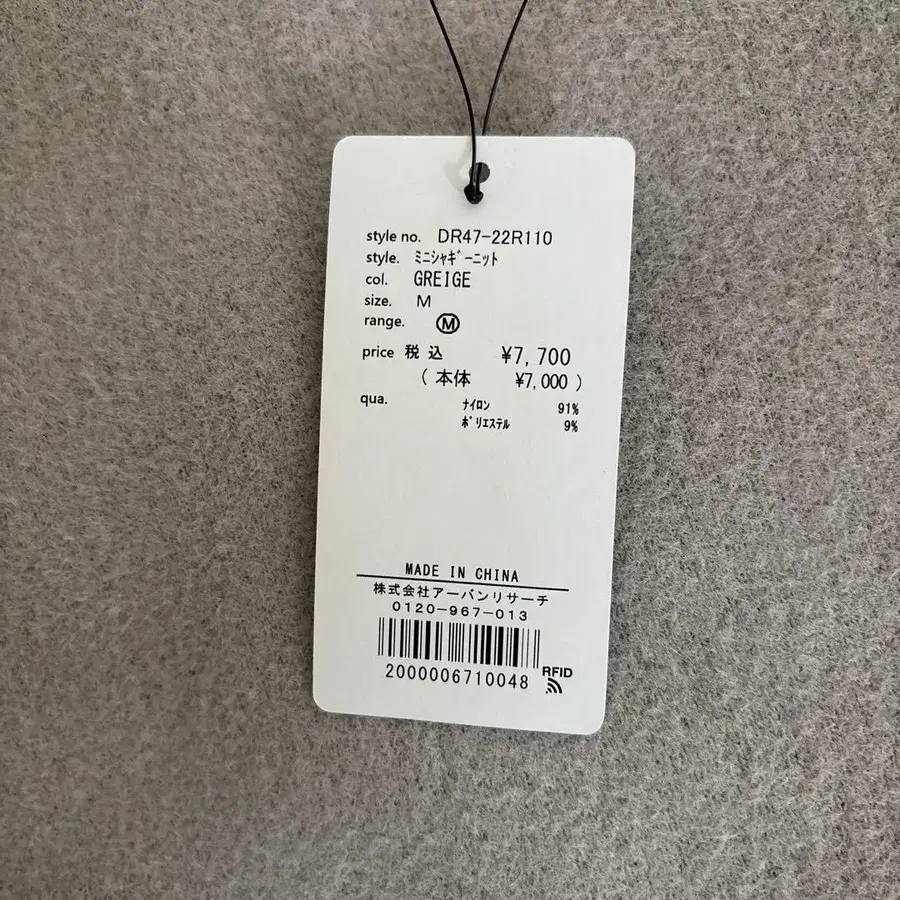 style no. DR47-22R110
style. ﾐﾆｼｬｷﾞｰﾆｯﾄ
col. GREIGE
size. M
range. Ⓜ
price 税込 ¥7,700
(本体 ¥7,000)
qua. ﾅｲﾛﾝ 91%
ﾎﾟﾘｴｽﾃﾙ 9%
MADE IN CHINA
株式会社アーバンリサーチ
0120-967-013
2000006710048
RFID